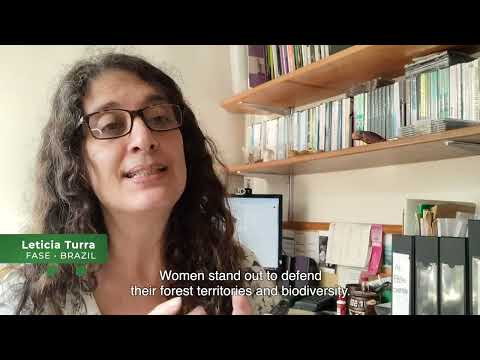 Leticia Turra
FASE - BRAZIL
Women stand out to defend
their forest territories and biodiversity.